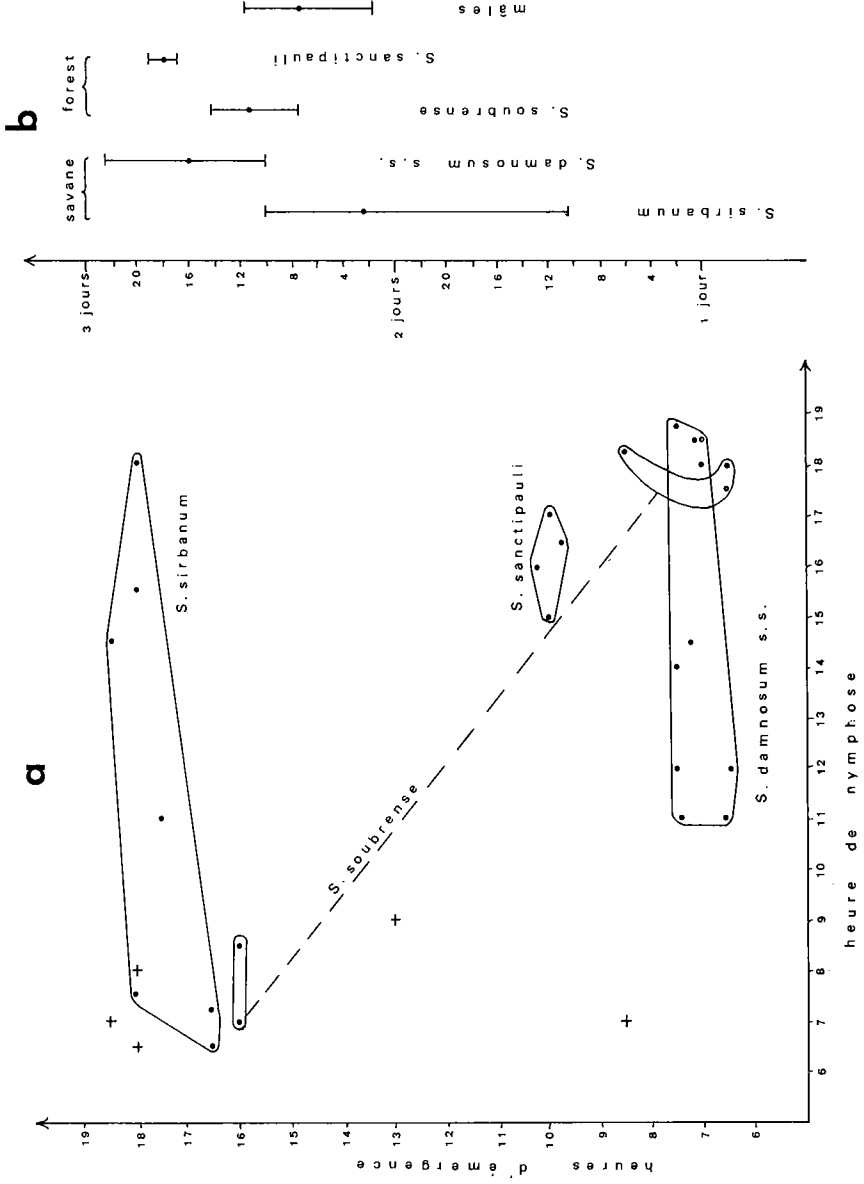 a
heures d'émergence
19
18
17
16
15
14
13
12
11
10
9
8
7
6
S. sirbanum
S. sanctipauli
S. soubrense
S. damnosum s.s.
6
7
8
9
10
11
12
13
14
15
16
17
18
19
heure de nymphose
b
savane
forest
3 jours
20
16
12
8
4
2 jours
20
16
12
8
4
1 jour
S. sirbanum
S. damnosum s.s.
S. soubrense
S. sanctipauli
mâles